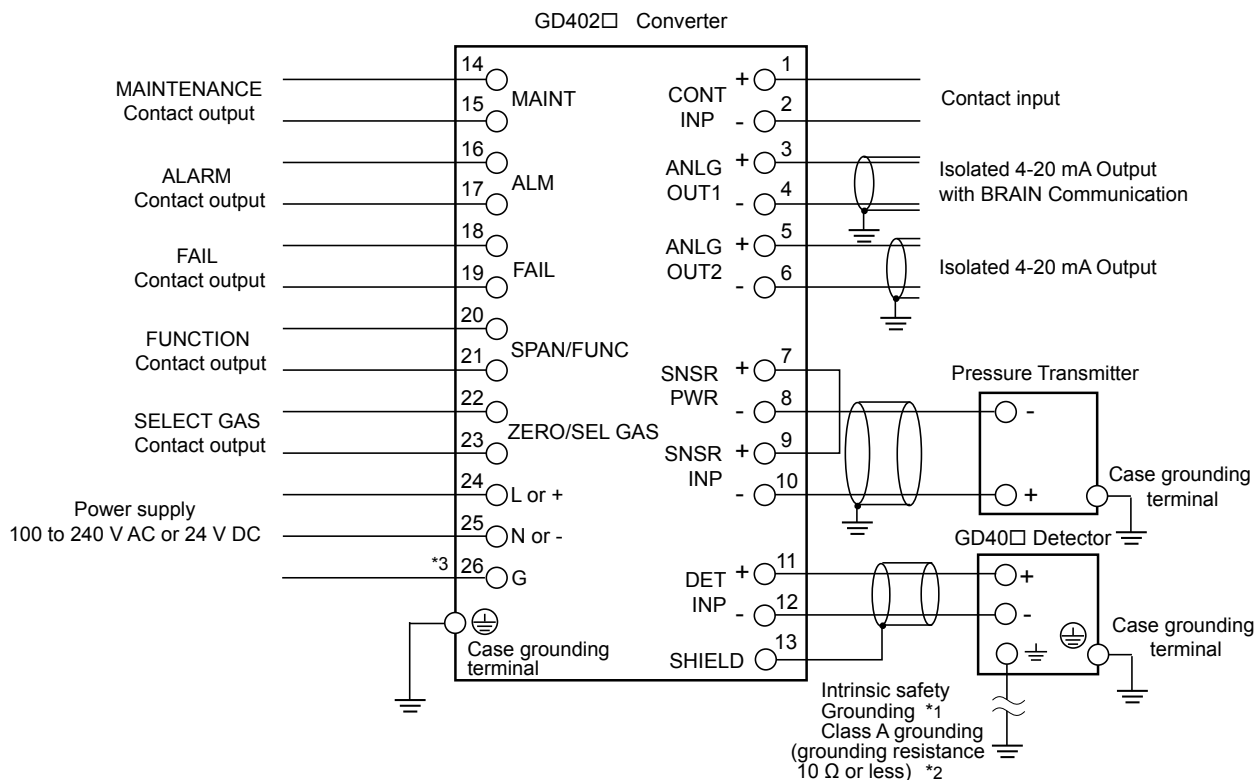 GD402□ Converter
MAINTENANCE
Contact output
ALARM
Contact output
FAIL
Contact output
FUNCTION
Contact output
SELECT GAS
Contact output
Power supply
100 to 240 V AC or 24 V DC
14
15
MAINT
16
17
ALM
18
19
FAIL
20
21
SPAN/FUNC
22
23
ZERO/SEL GAS
24
L or +
25
N or -
*3
26
G
Case grounding
terminal
CONT
INP
+
1
-
2
ANLG
OUT1
+
3
-
4
ANLG
OUT2
+
5
-
6
SNSR
PWR
+
7
-
8
SNSR
INP
+
9
-
10
DET
INP
+
11
-
12
SHIELD
13
Contact input
Isolated 4-20 mA Output
with BRAIN Communication
Isolated 4-20 mA Output
Pressure Transmitter
-
+
Case grounding
terminal
GD40□ Detector
+
-
Case grounding
terminal
Intrinsic safety
Grounding *1
Class A grounding
(grounding resistance
10 Ω or less) *2